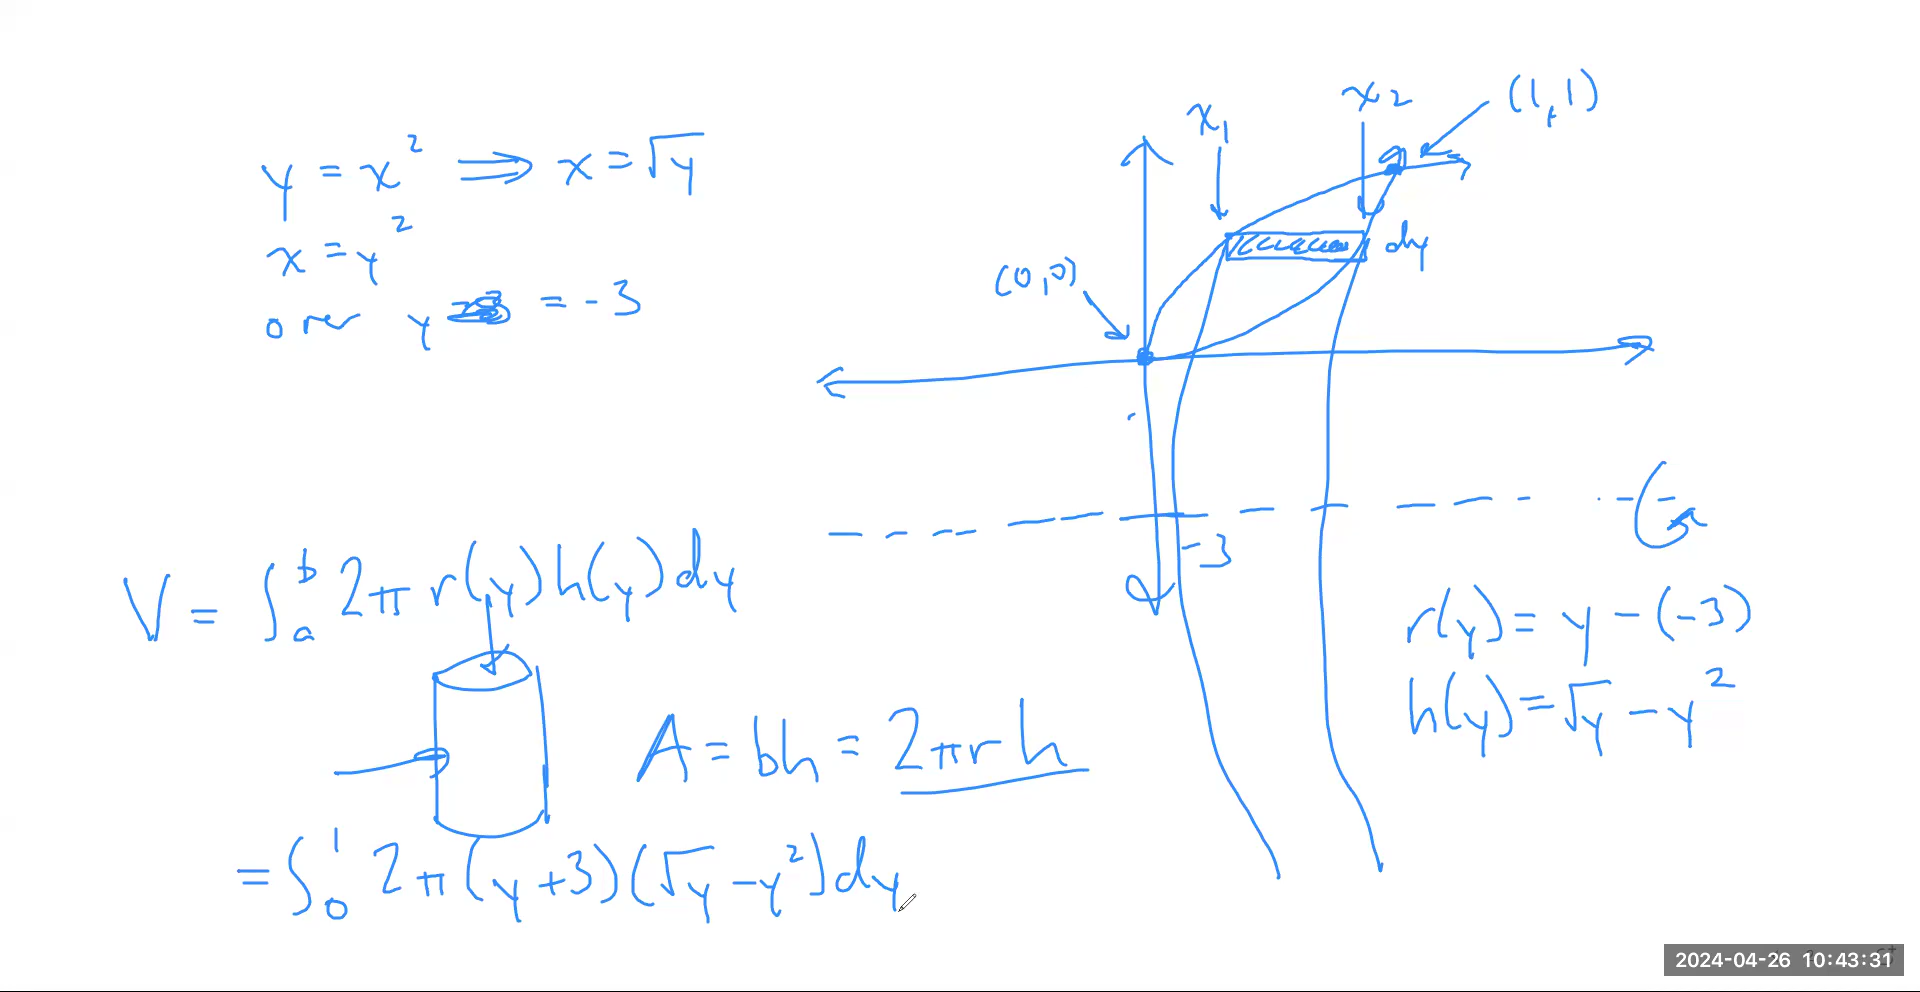 y = x² ⟹ x = √y
x = y²
over y = -3
x₁
x₂
(1,1)
(0,0)
dy
-3
V = ∫ₐᵇ 2π r(y) h(y) dy
A = bh = 2πrh
r(y) = y - (-3)
h(y) = √y - y²
= ∫₀¹ 2π (y+3)(√y - y²) dy
2024-04-26 10:43:31